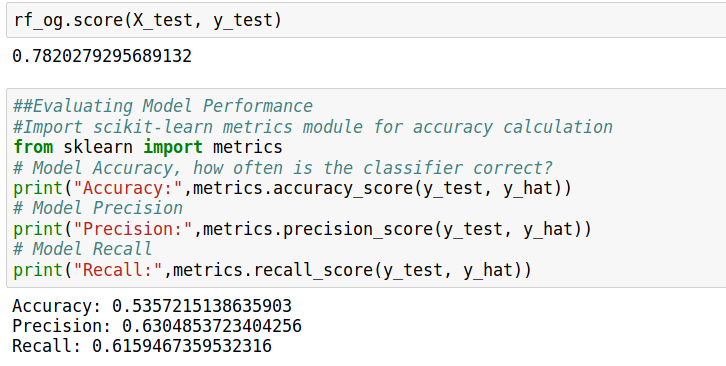 rf_og.score(X_test, y_test)
0.7820279295689132
##Evaluating Model Performance
#Import scikit-learn metrics module for accuracy calculation
from sklearn import metrics
# Model Accuracy, how often is the classifier correct?
print("Accuracy:",metrics.accuracy_score(y_test, y_hat))
# Model Precision
print("Precision:",metrics.precision_score(y_test, y_hat))
# Model Recall
print("Recall:",metrics.recall_score(y_test, y_hat))
Accuracy: 0.5357215138635903
Precision: 0.6304853723404256
Recall: 0.6159467359532316